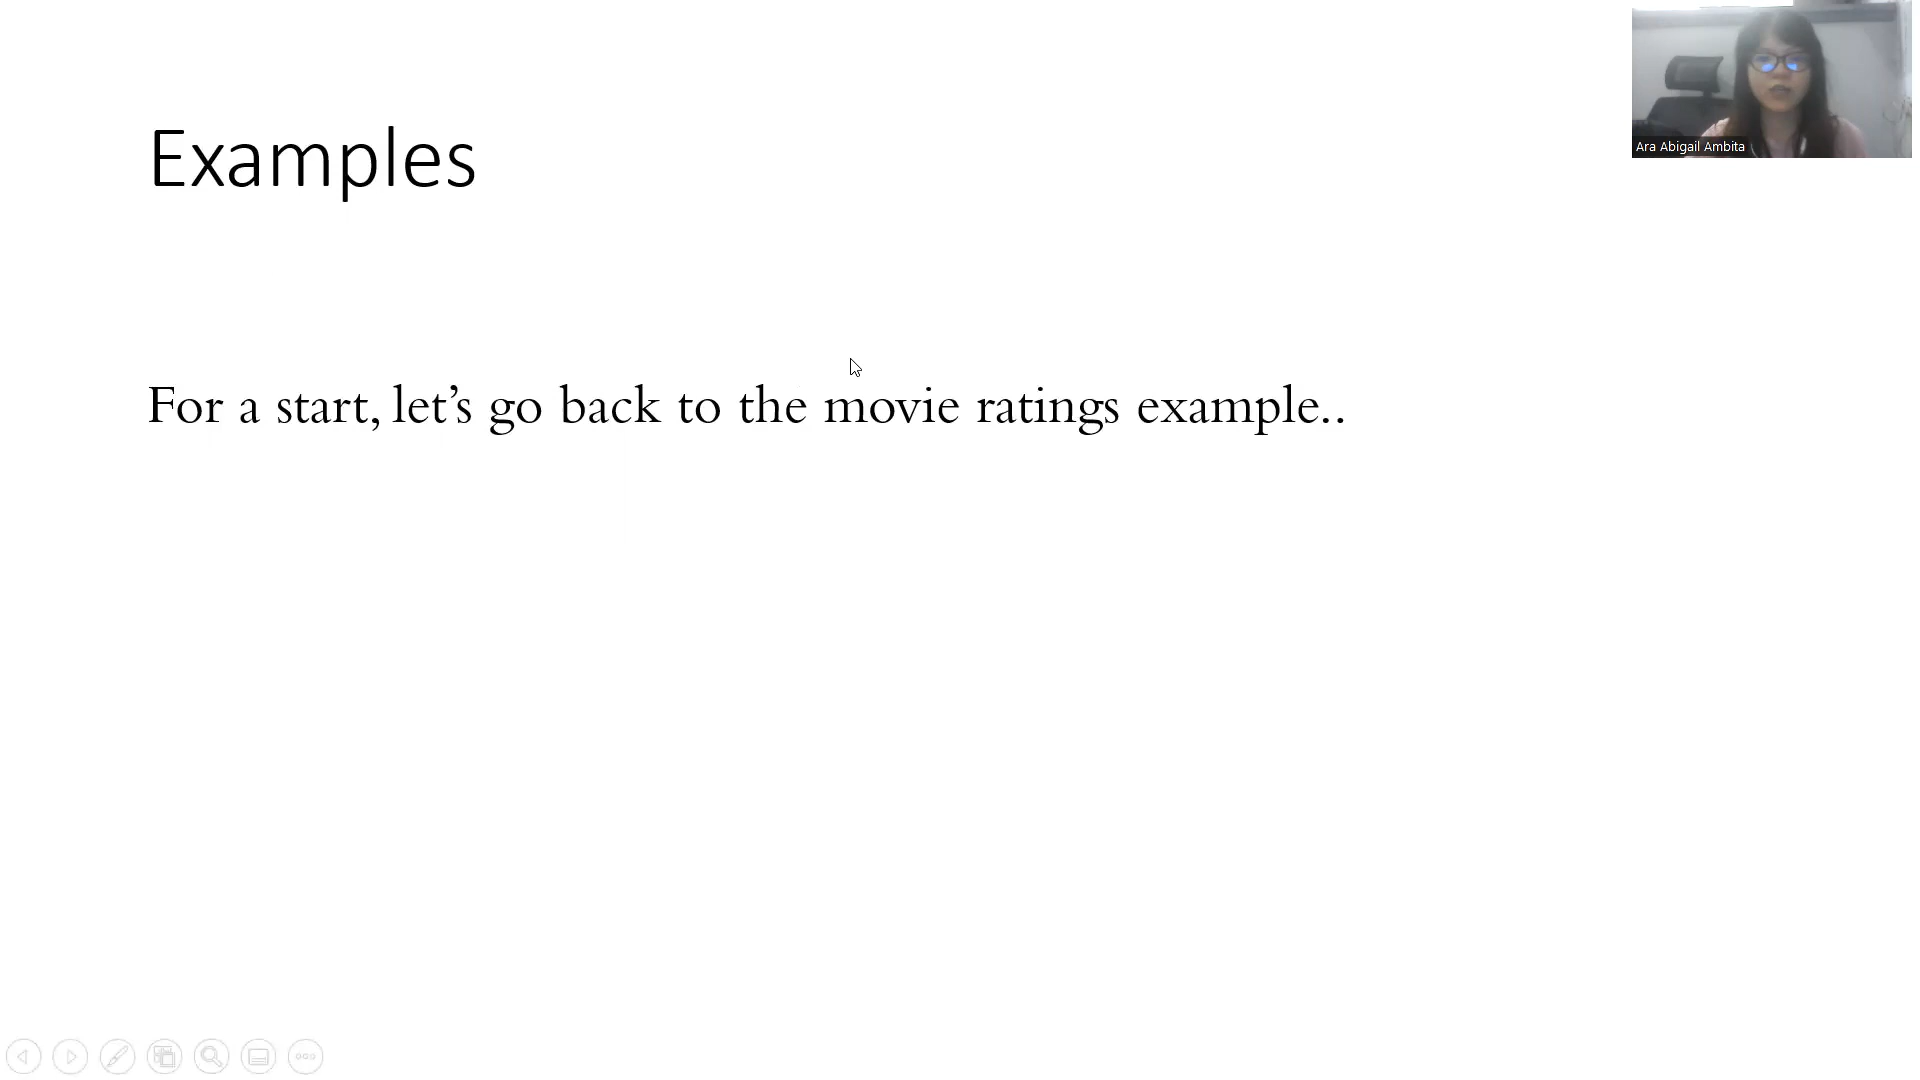 Examples
For a start, let’s go back to the movie ratings example..
Ara Abigail Ambita